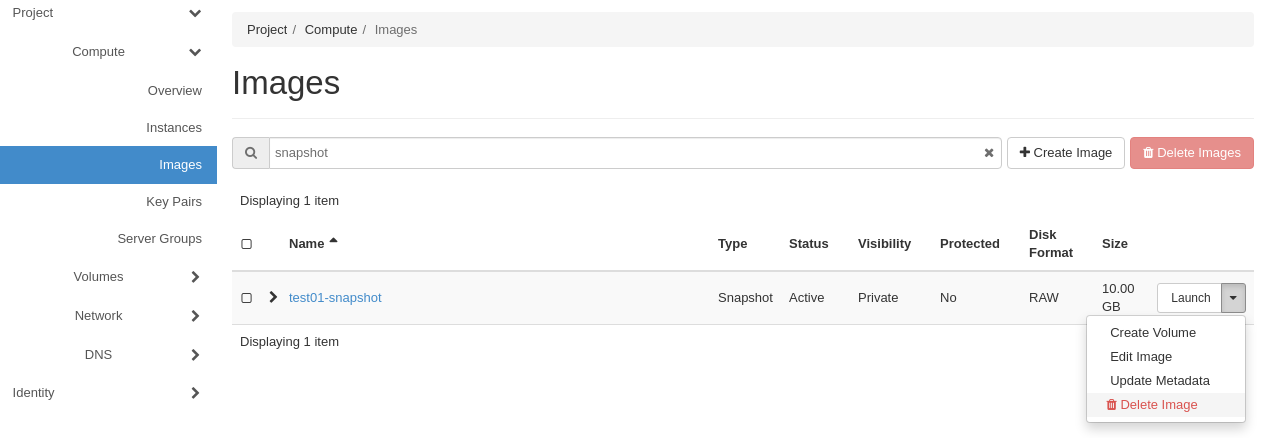 Project
Compute
Overview
Instances
Images
Key Pairs
Server Groups
Volumes
Network
DNS
Identity
Project / Compute / Images
Images
snapshot
Create Image
Delete Images
Displaying 1 item
Name Type Status Visibility Protected Disk Format Size
test01-snapshot Snapshot Active Private No RAW 10.00 GB Launch
Displaying 1 item
Create Volume
Edit Image
Update Metadata
Delete Image